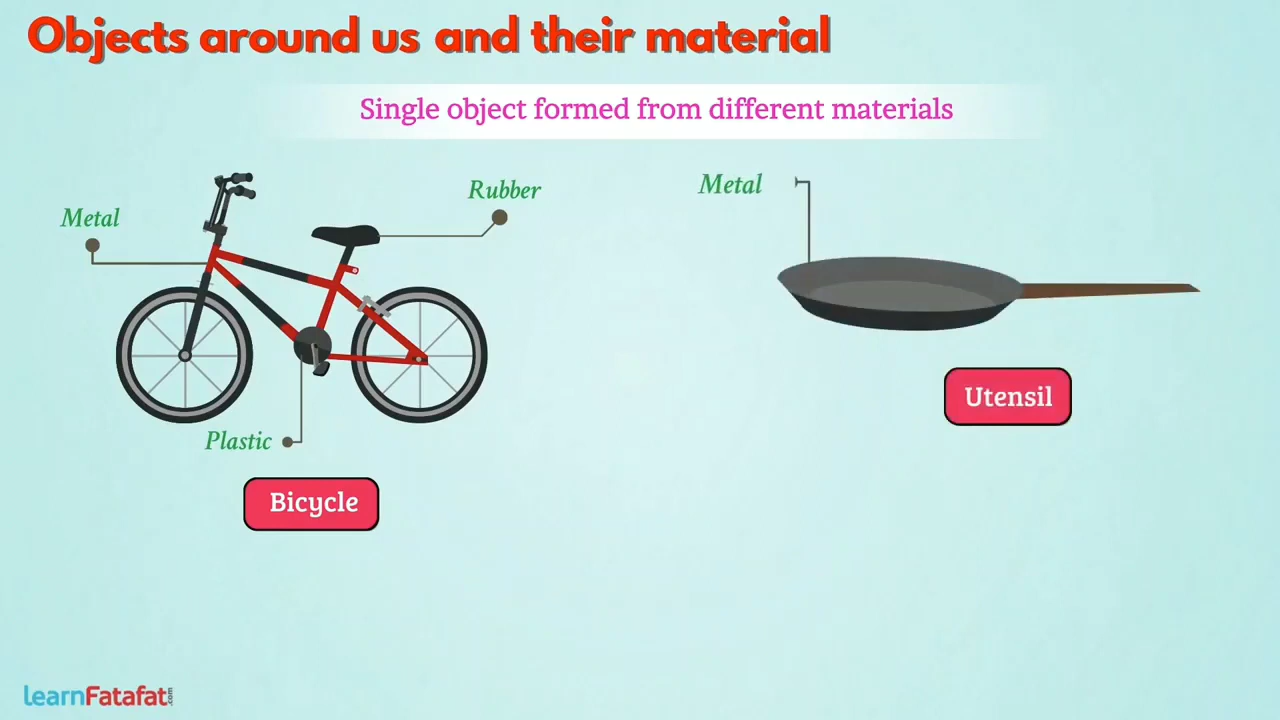 Objects around us and their material
Single object formed from different materials
Metal
Rubber
Plastic
Bicycle
Metal
Utensil
learnFatafat.com